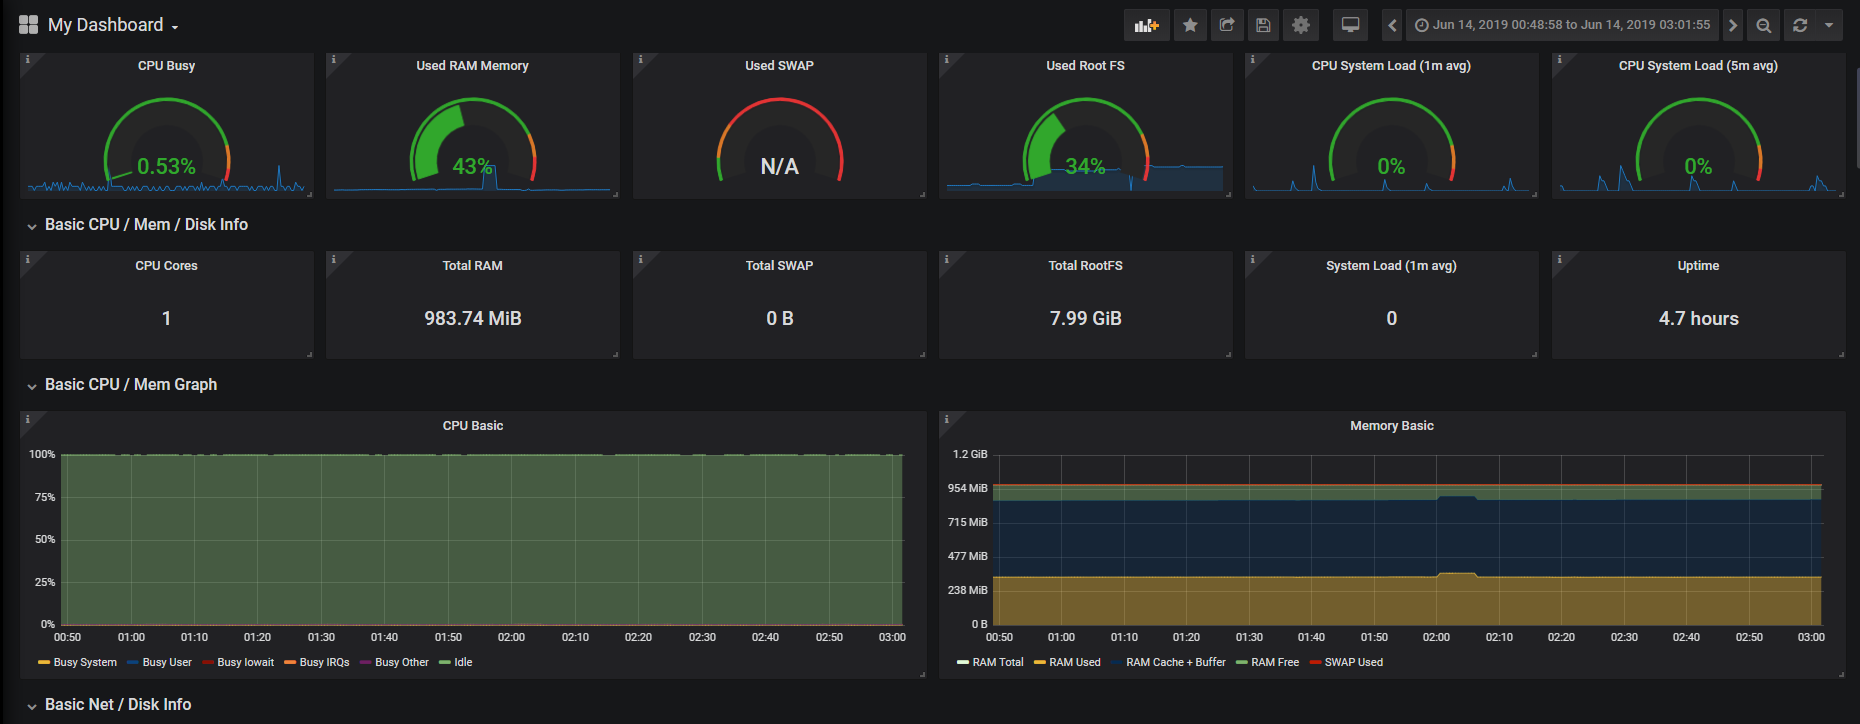 My Dashboard
Jun 14, 2019 00:48:58 to Jun 14, 2019 03:01:55
CPU Busy
0.53%
Used RAM Memory
43%
Used SWAP
N/A
Used Root FS
34%
CPU System Load (1m avg)
0%
CPU System Load (5m avg)
0%
Basic CPU / Mem / Disk Info
CPU Cores
1
Total RAM
983.74 MiB
Total SWAP
0 B
Total RootFS
7.99 GiB
System Load (1m avg)
0
Uptime
4.7 hours
Basic CPU / Mem Graph
CPU Basic
100%
75%
50%
25%
0%
00:50 01:00 01:10 01:20 01:30 01:40 01:50 02:00 02:10 02:20 02:30 02:40 02:50 03:00
Busy System Busy User Busy Iowait Busy IRQs Busy Other Idle
Memory Basic
1.2 GiB
954 MiB
715 MiB
477 MiB
238 MiB
0 B
00:50 01:00 01:10 01:20 01:30 01:40 01:50 02:00 02:10 02:20 02:30 02:40 02:50 03:00
RAM Total RAM Used RAM Cache + Buffer RAM Free SWAP Used
Basic Net / Disk Info